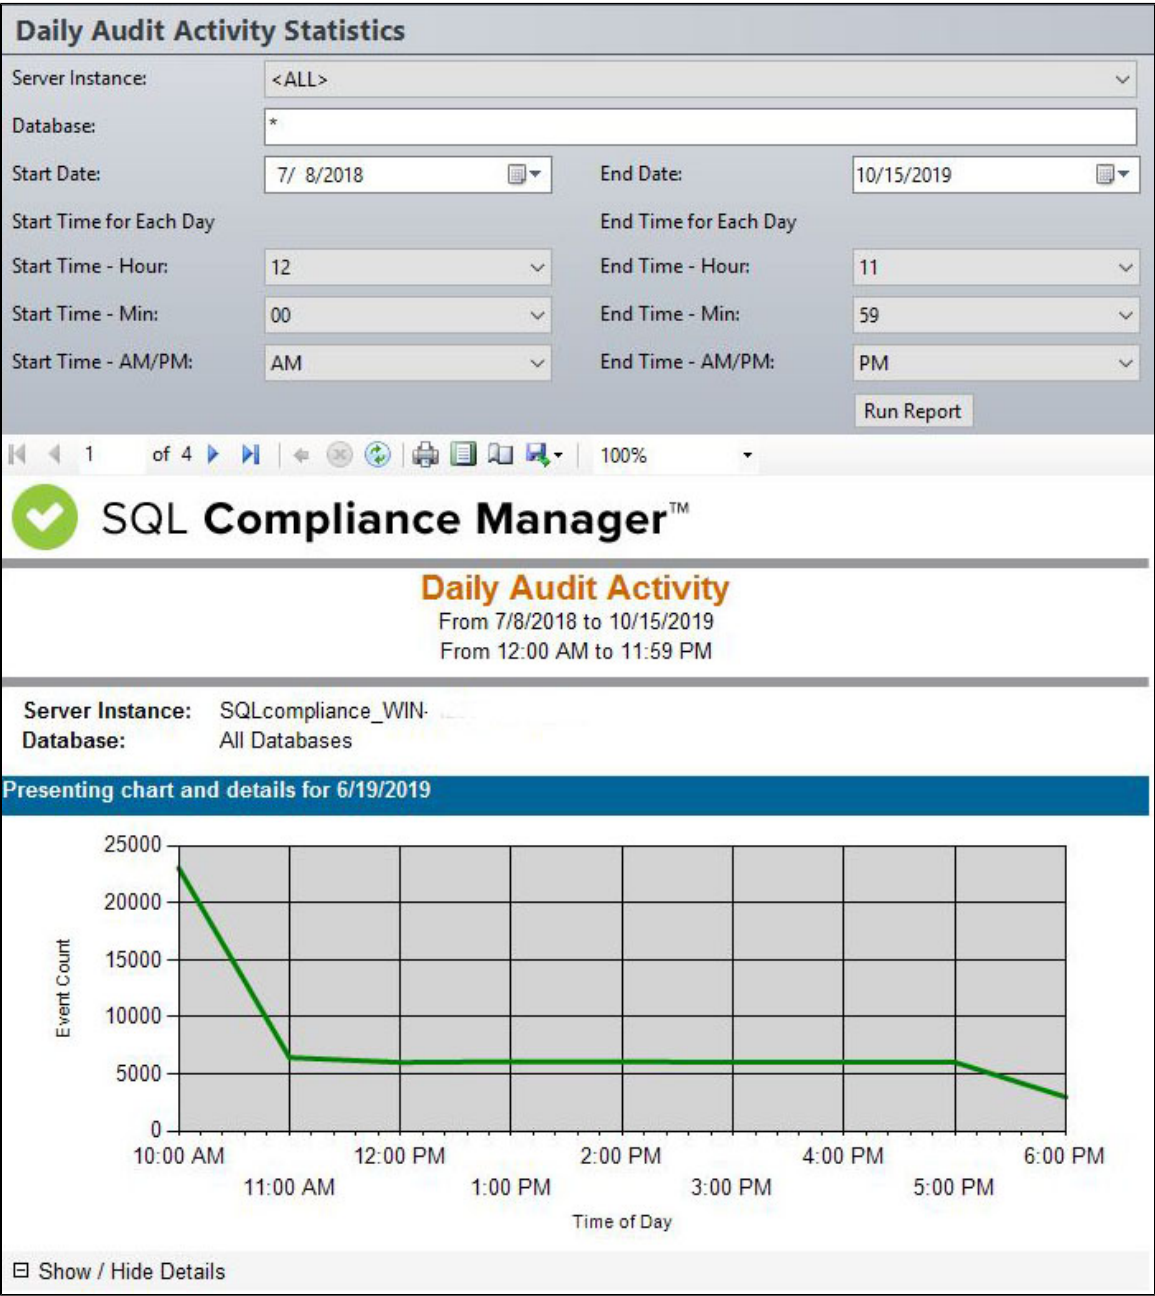 Daily Audit Activity Statistics
Server Instance: <ALL>
Database: *
Start Date: 7/ 8/2018 End Date: 10/15/2019
Start Time for Each Day End Time for Each Day
Start Time - Hour: 12 End Time - Hour: 11
Start Time - Min: 00 End Time - Min: 59
Start Time - AM/PM: AM End Time - AM/PM: PM
Run Report
1 of 4 100%
SQL Compliance Manager™
Daily Audit Activity
From 7/8/2018 to 10/15/2019
From 12:00 AM to 11:59 PM
Server Instance: SQLcompliance_WIN-
Database: All Databases
Presenting chart and details for 6/19/2019
25000
20000
15000
10000
5000
0
Event Count
10:00 AM 12:00 PM 2:00 PM 4:00 PM 6:00 PM
11:00 AM 1:00 PM 3:00 PM 5:00 PM
Time of Day
Show / Hide Details